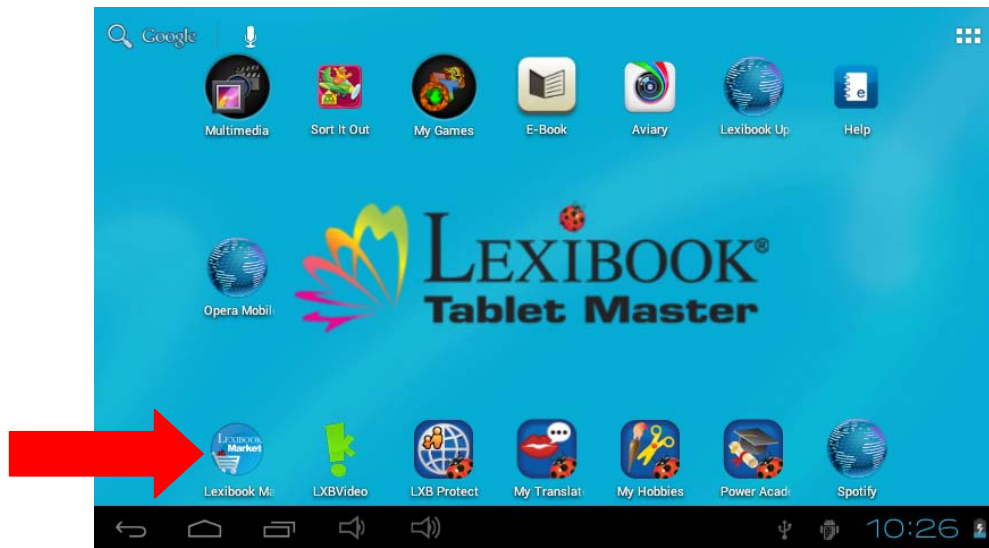 Google
Multimedia Sort It Out My Games E-Book Aviary Lexibook Up Help
e
LEXIBOOK®
Tablet Master
Opera Mobil
LEXIBOOK
Market
Lexibook Ma LXBVideo LXB Protect My Translat My Hobbies Power Acade Spotify
10:26